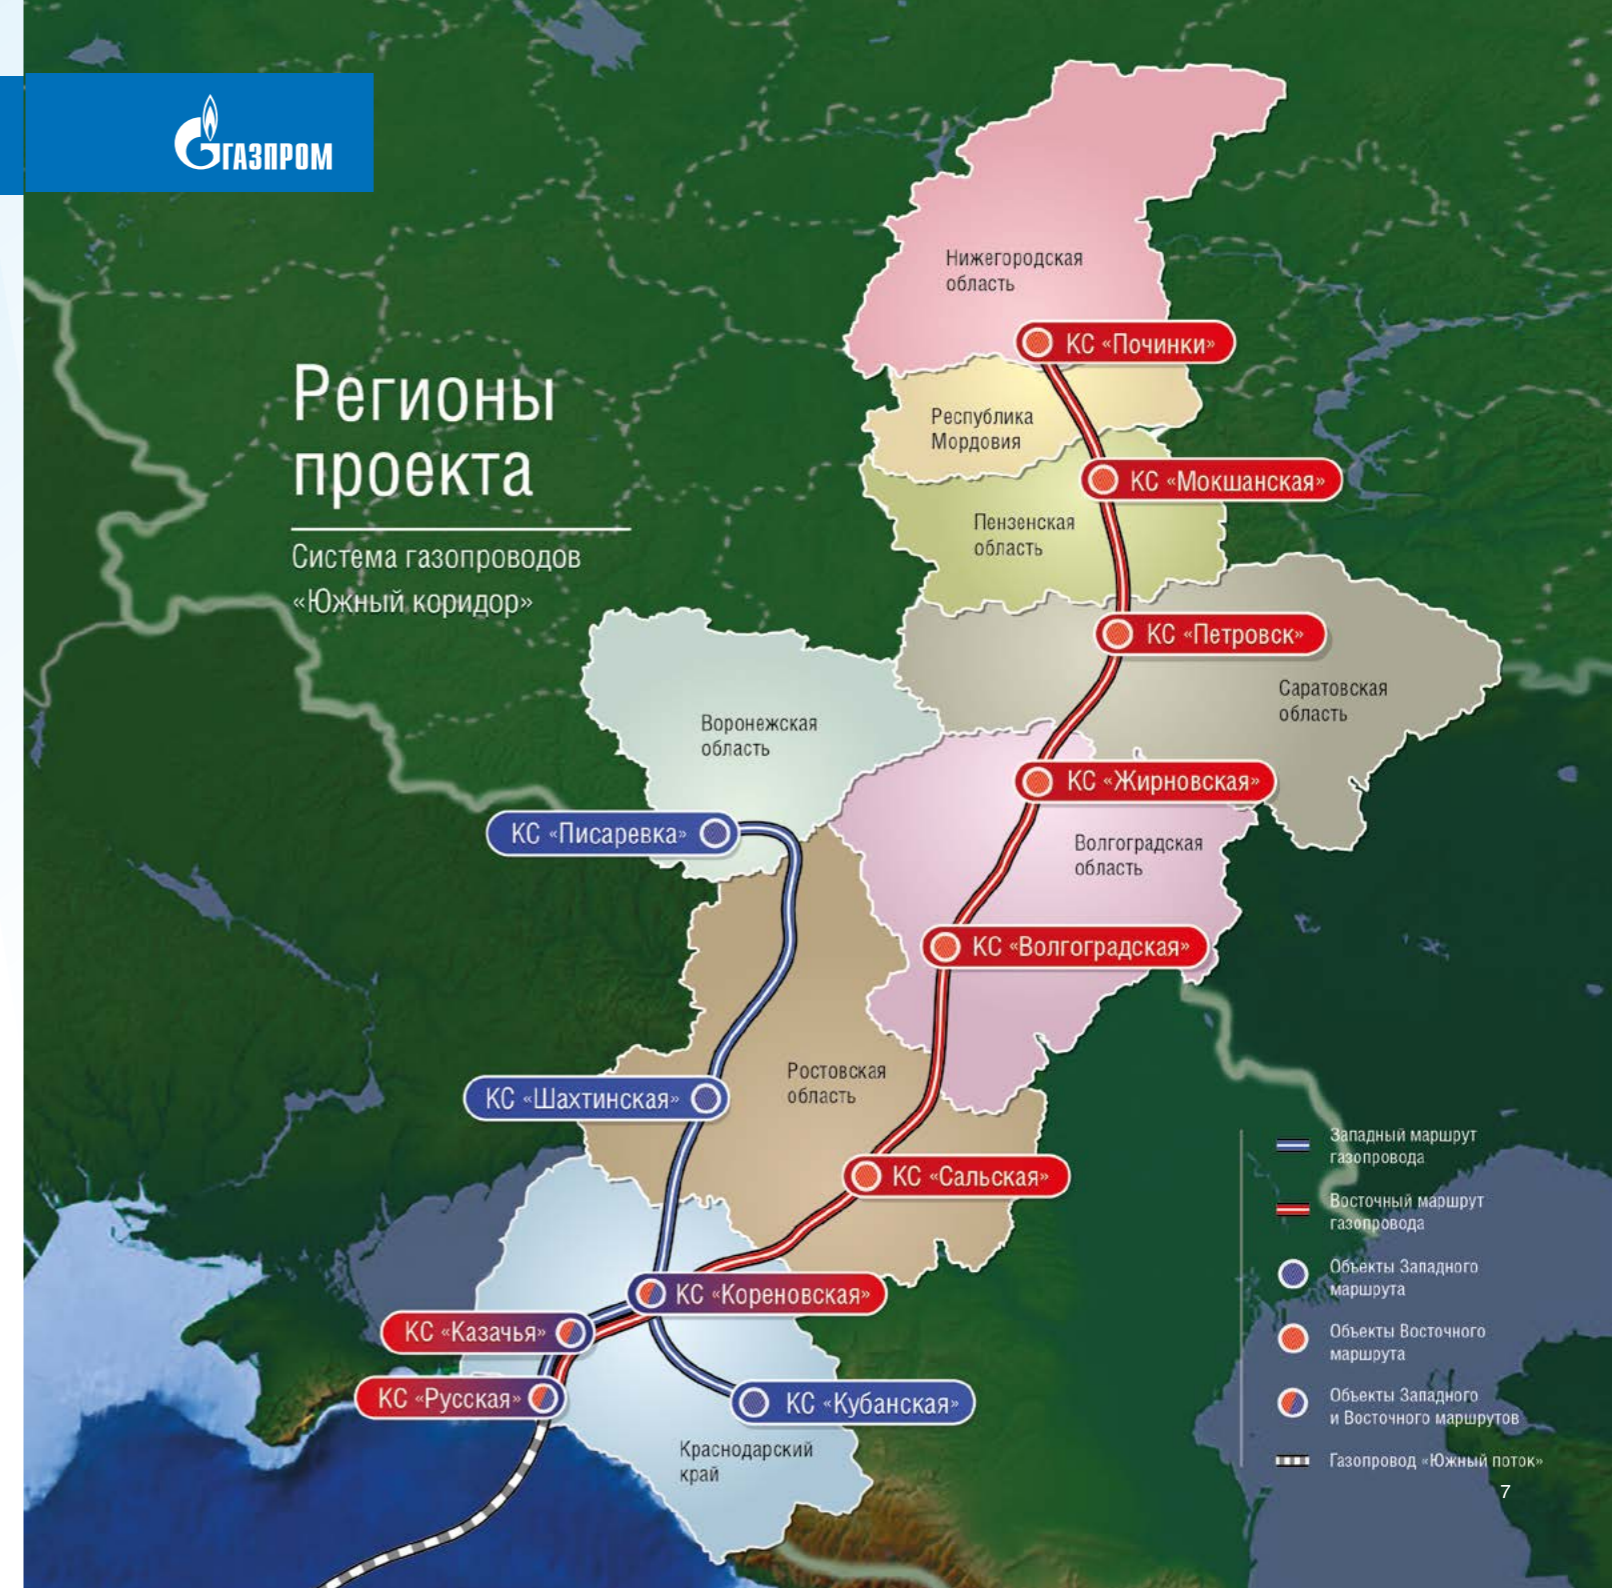 ГАЗПРОМ
Регионы
проекта
Система газопроводов
«Южный коридор»
Нижегородская
область
КС «Починки»
Республика
Мордовия
КС «Мокшанская»
Пензенская
область
КС «Петровск»
Саратовская
область
Воронежская
область
КС «Жирновская»
КС «Писаревка»
Волгоградская
область
КС «Волгоградская»
Ростовская
область
КС «Шахтинская»
КС «Сальская»
КС «Кореновская»
КС «Казачья»
КС «Русская»
КС «Кубанская»
Краснодарский
край
Западный маршрут
газопровода
Восточный маршрут
газопровода
Объекты Западного
маршрута
Объекты Восточного
маршрута
Объекты Западного
и Восточного маршрутов
Газопровод «Южный поток»
7